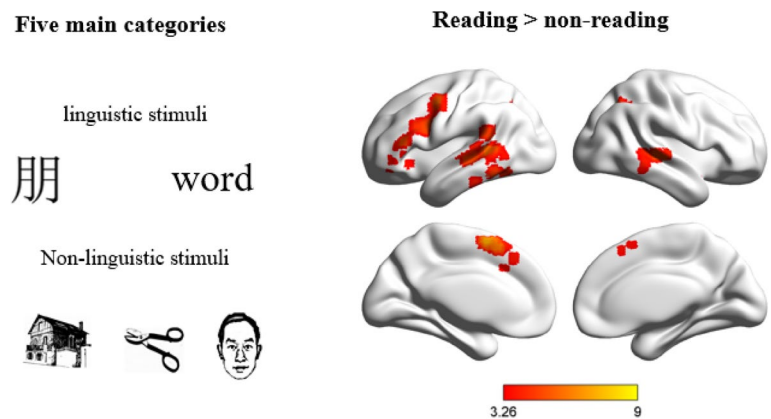 Five main categories
Reading > non-reading
linguistic stimuli
朋
word
Non-linguistic stimuli
3.26
9